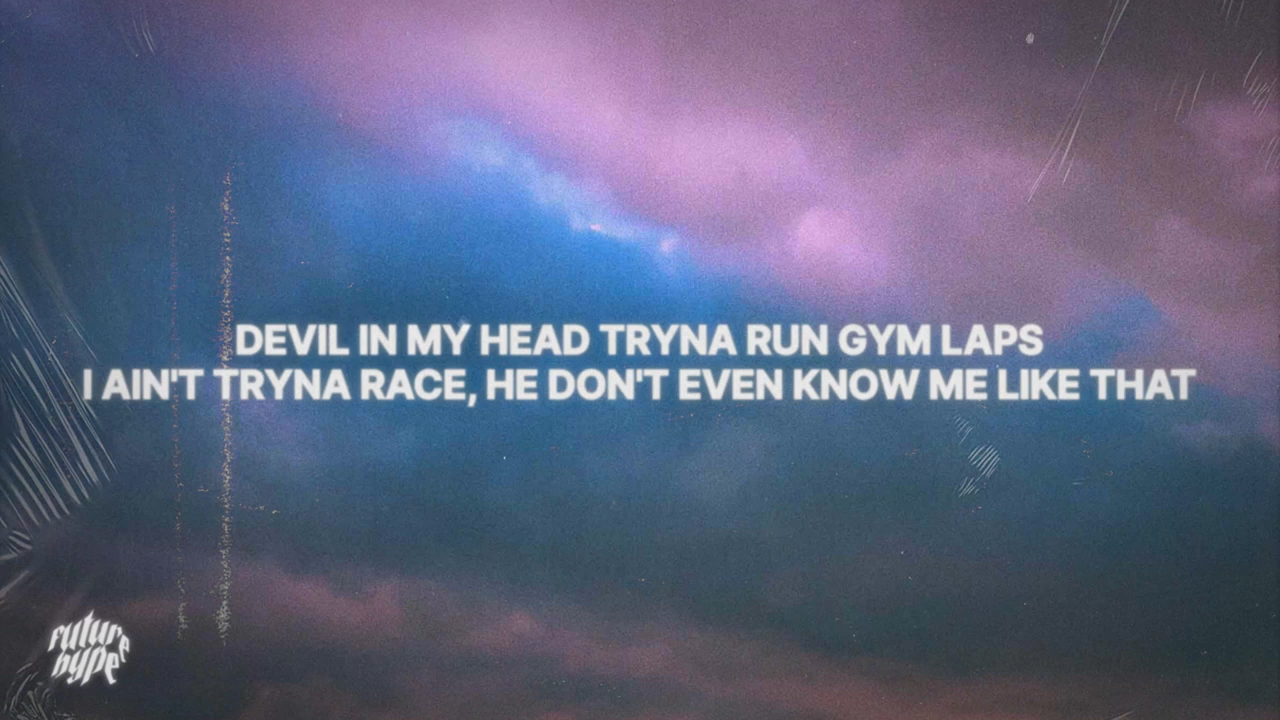 DEVIL IN MY HEAD TRYNA RUN GYM LAPS
I AIN'T TRYNA RACE, HE DON'T EVEN KNOW ME LIKE THAT
future
hype